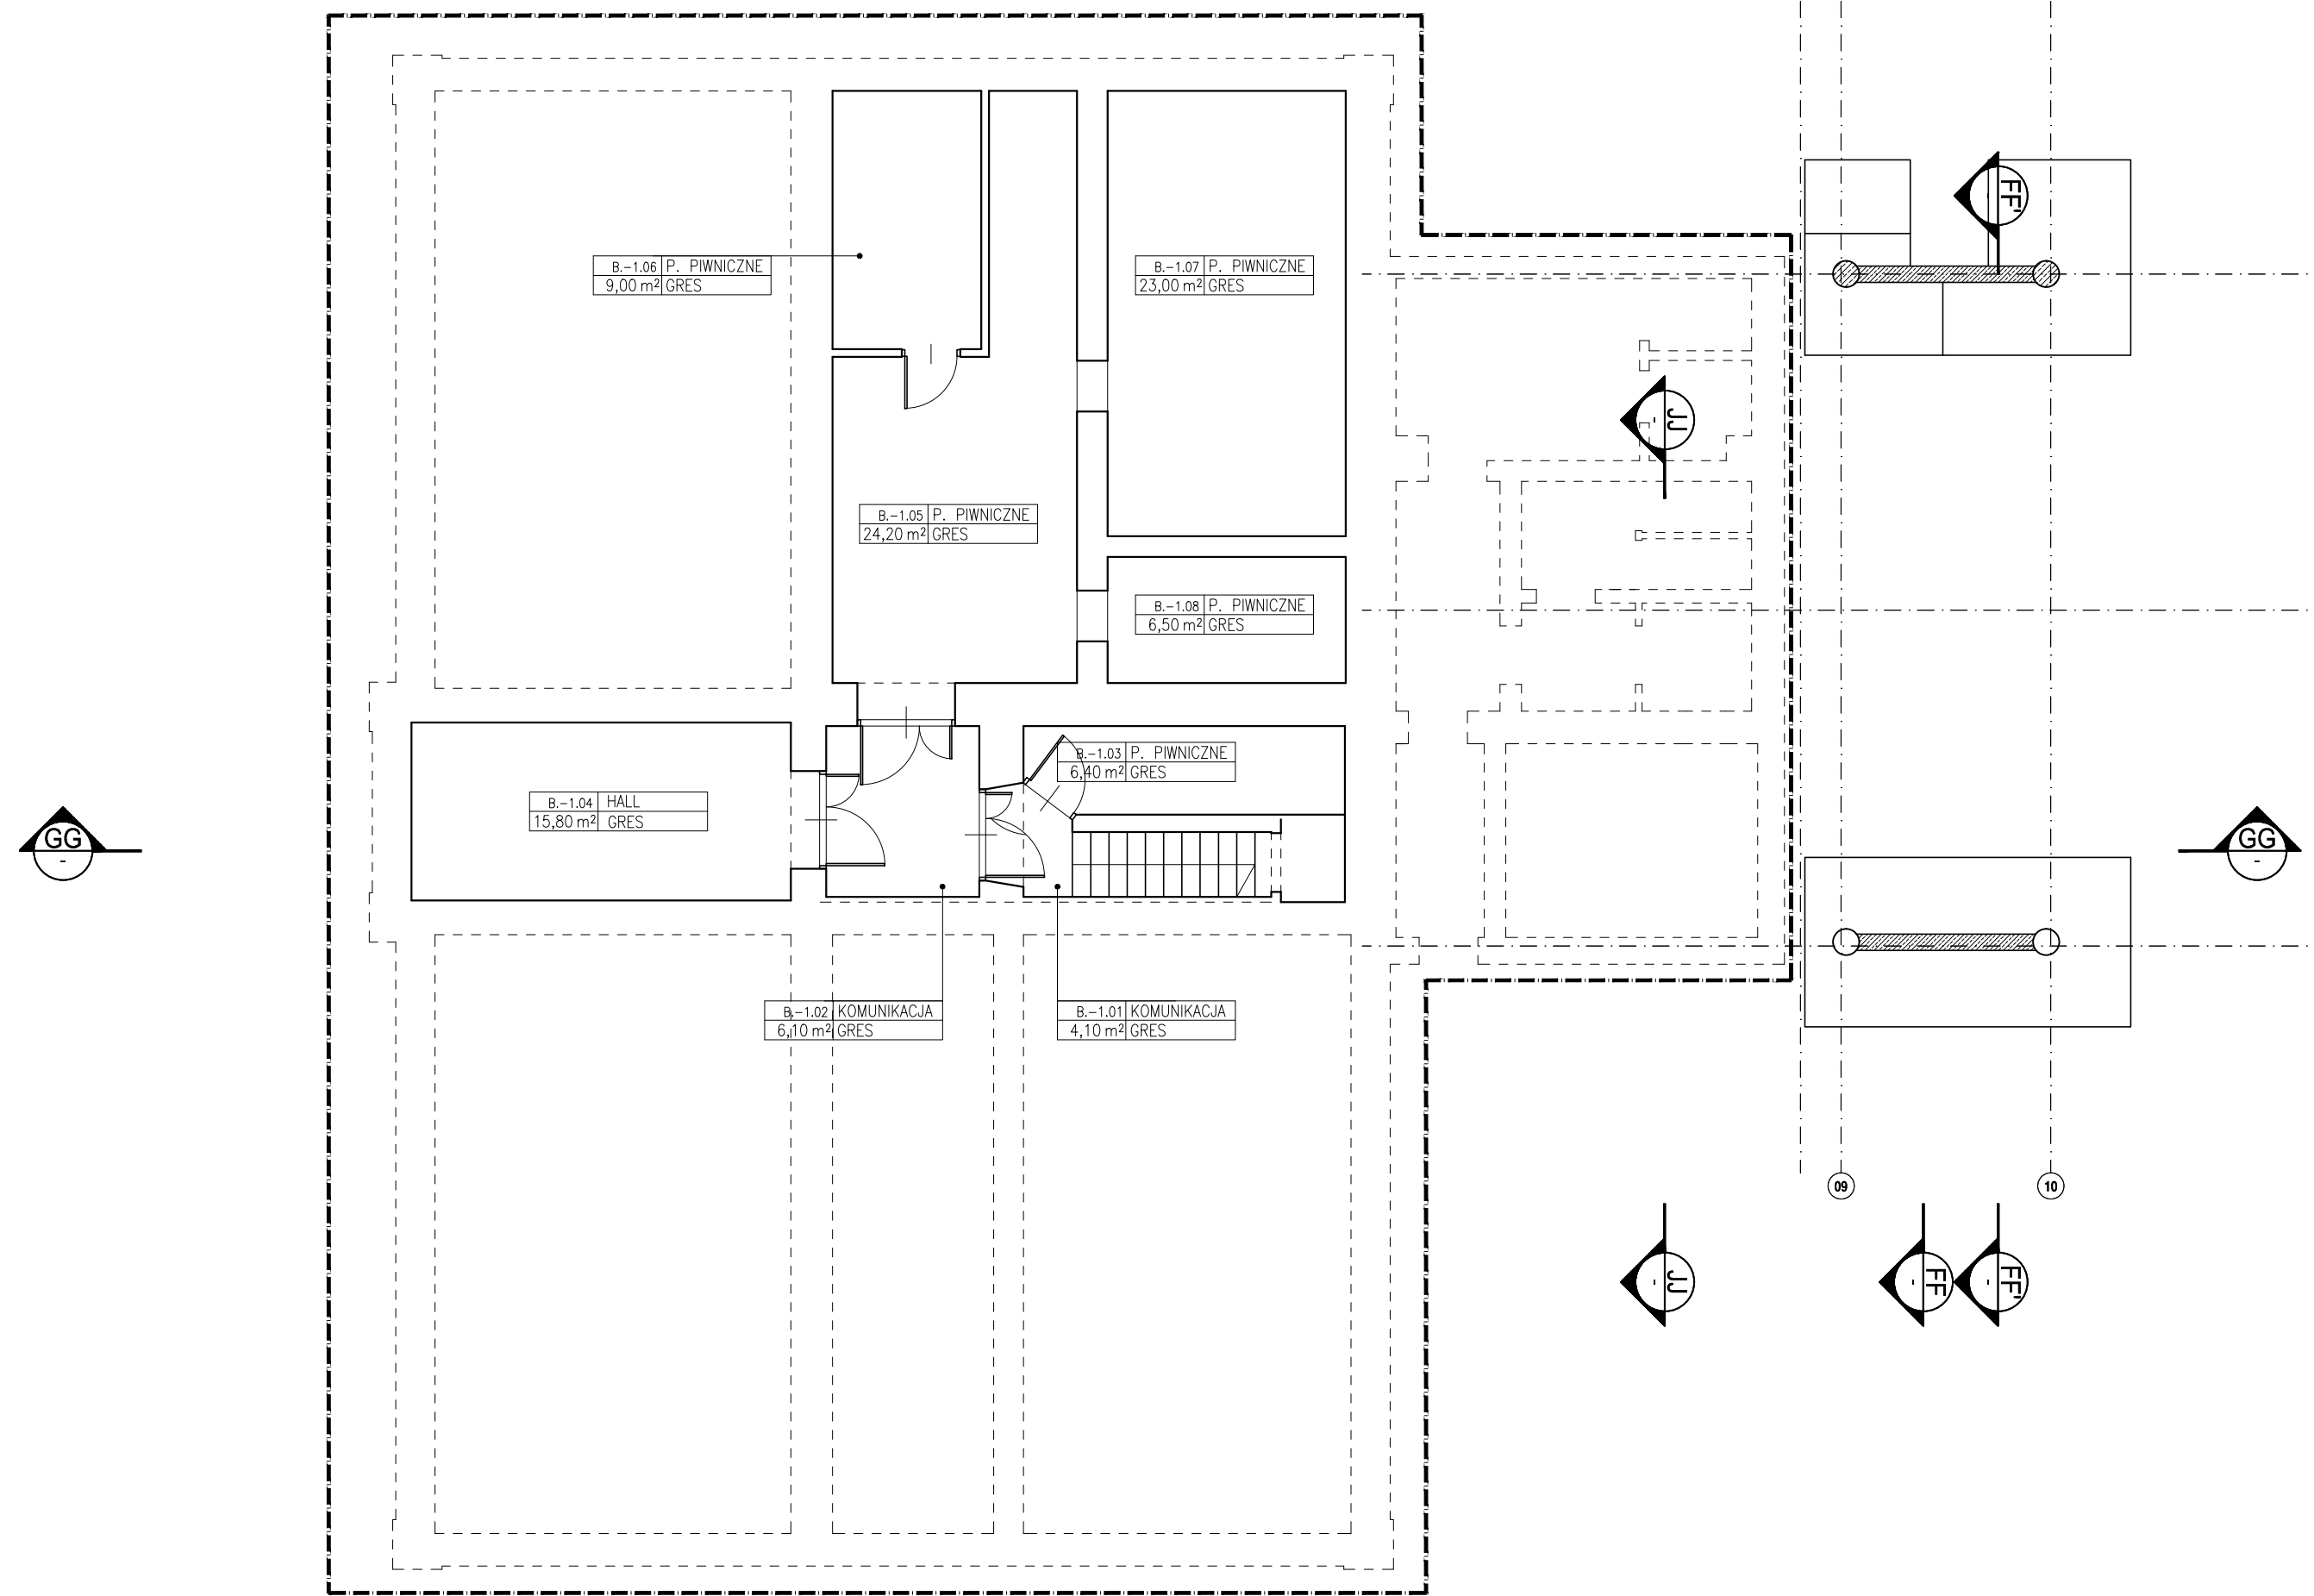 FF'
B.-1.06 P. PIWNICZNE
9,00 m² GRES
B.-1.07 P. PIWNICZNE
23,00 m² GRES
JJ
-
B.-1.05 P. PIWNICZNE
24,20 m² GRES
B.-1.08 P. PIWNICZNE
6,50 m² GRES
B.-1.03 P. PIWNICZNE
6,40 m² GRES
B.-1.04 HALL
15,80 m² GRES
GG
-
GG
-
B.-1.02 KOMUNIKACJA
6,10 m² GRES
B.-1.01 KOMUNIKACJA
4,10 m² GRES
09
10
JJ
-
FF
-
FF'
-